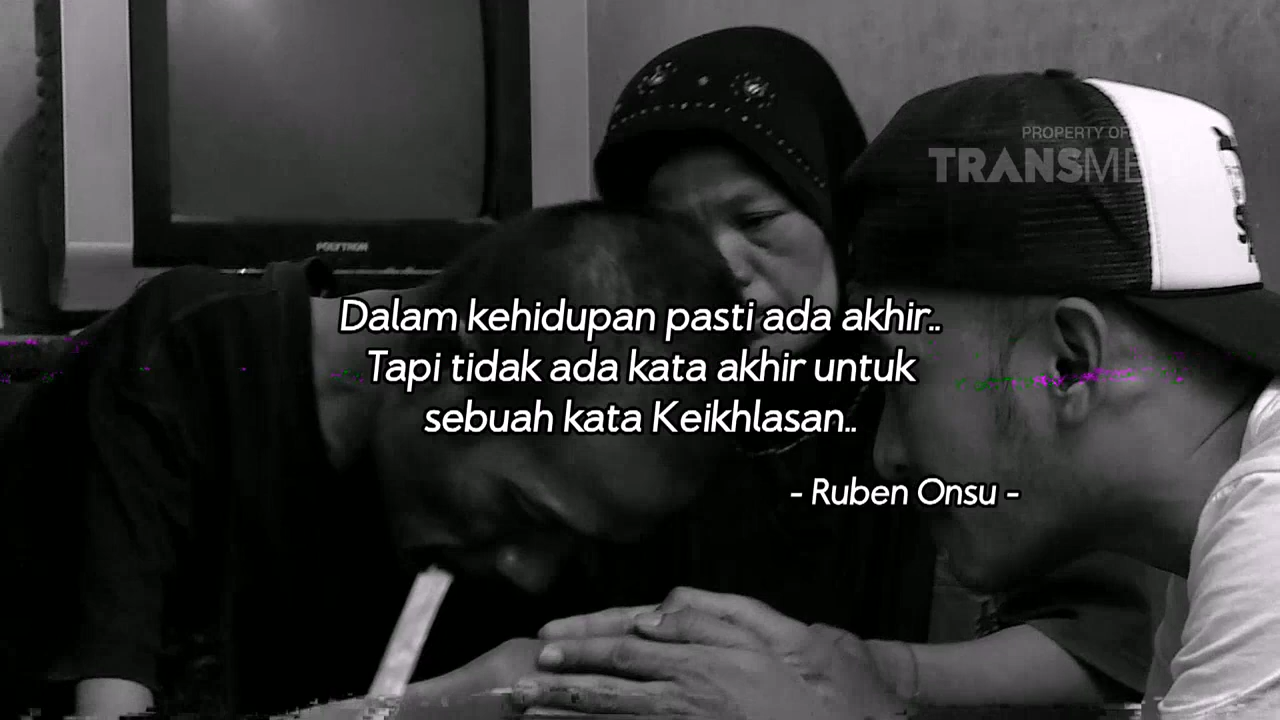 PROPERTY OF
TRANSME
POLYTRON
Dalam kehidupan pasti ada akhir..
Tapi tidak ada kata akhir untuk
sebuah kata Keikhlasan..
- Ruben Onsu -